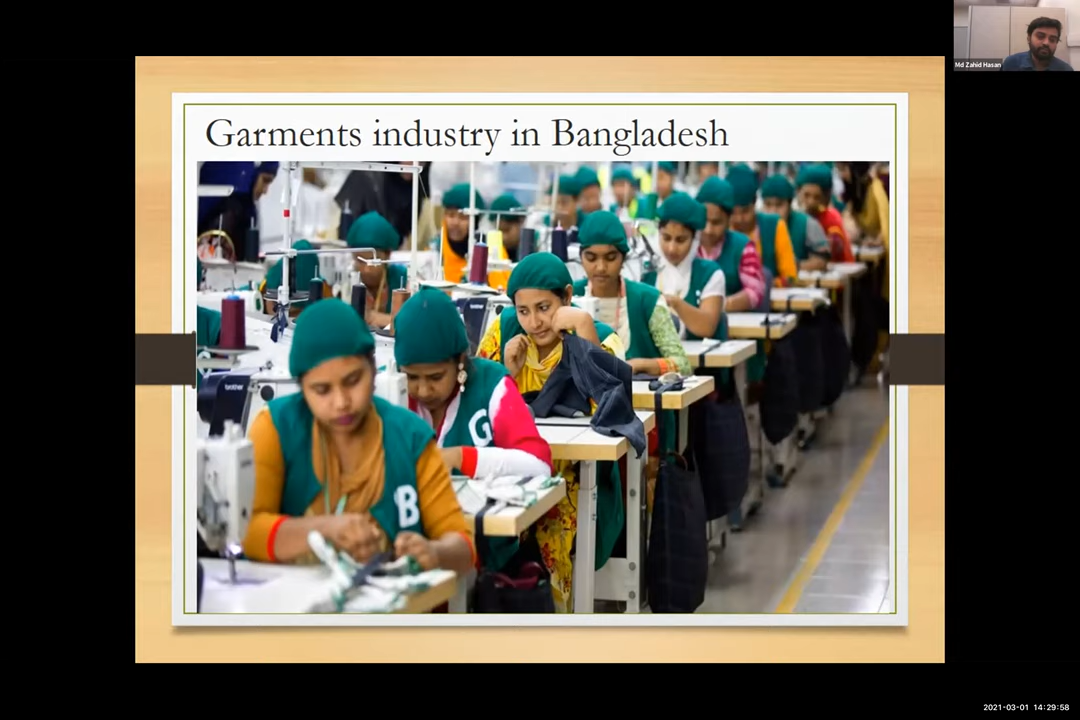 Md Zahid Hasan
Garments industry in Bangladesh
brother
G
B
2021-03-01 14:29:58